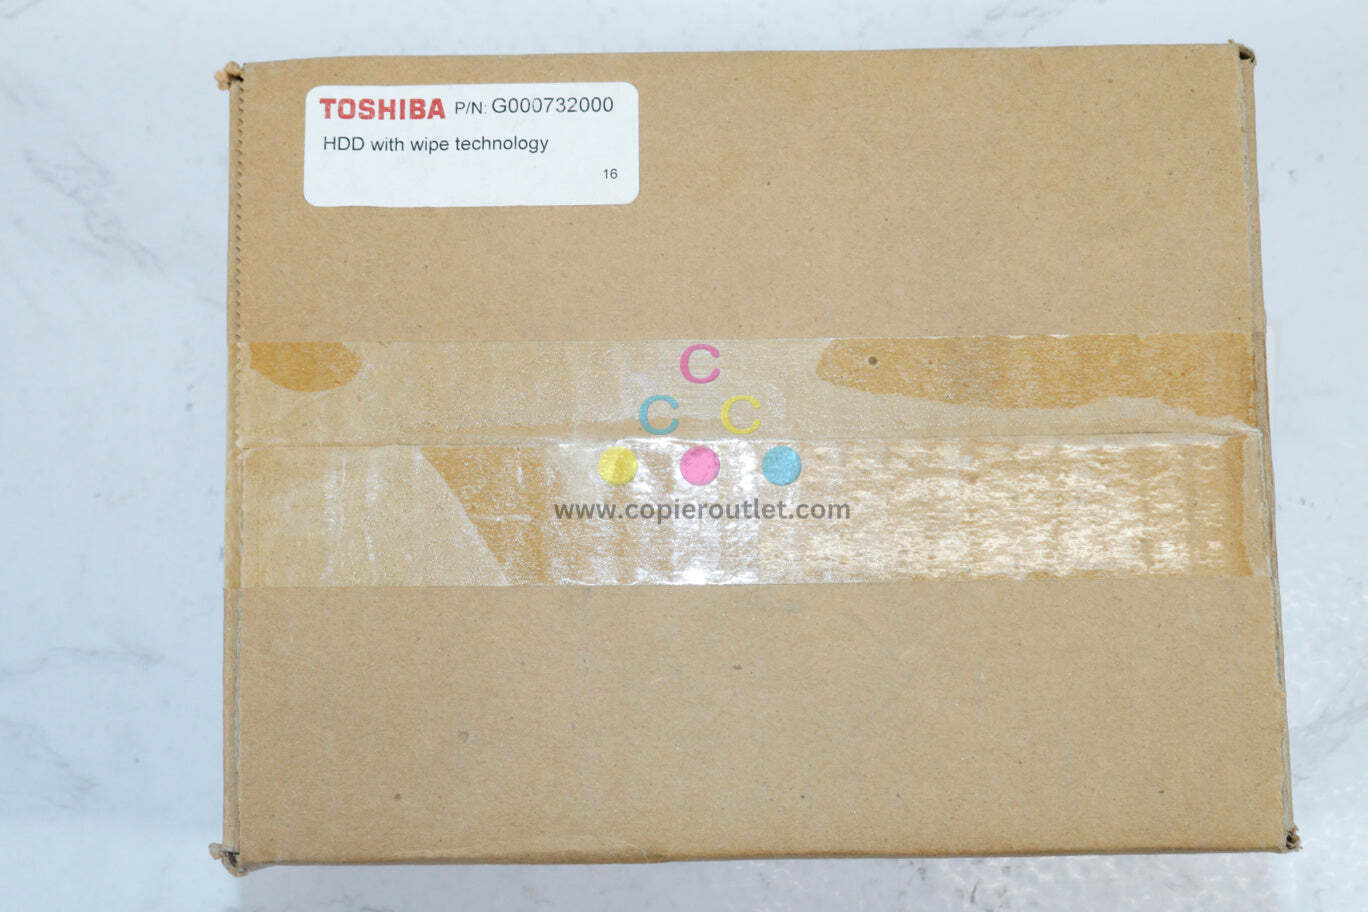 TOSHIBA P/N: G000732000
HDD with wipe technology
16
C
C C
www.copieroutlet.com